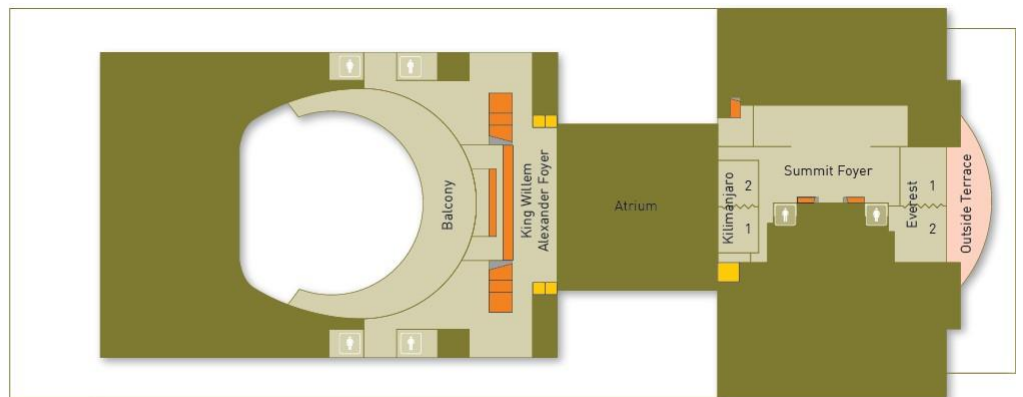 Balcony
King Willem
Alexander Foyer
Atrium
Kilimanjaro
2
1
Summit Foyer
Everest
1
2
Outside Terrace